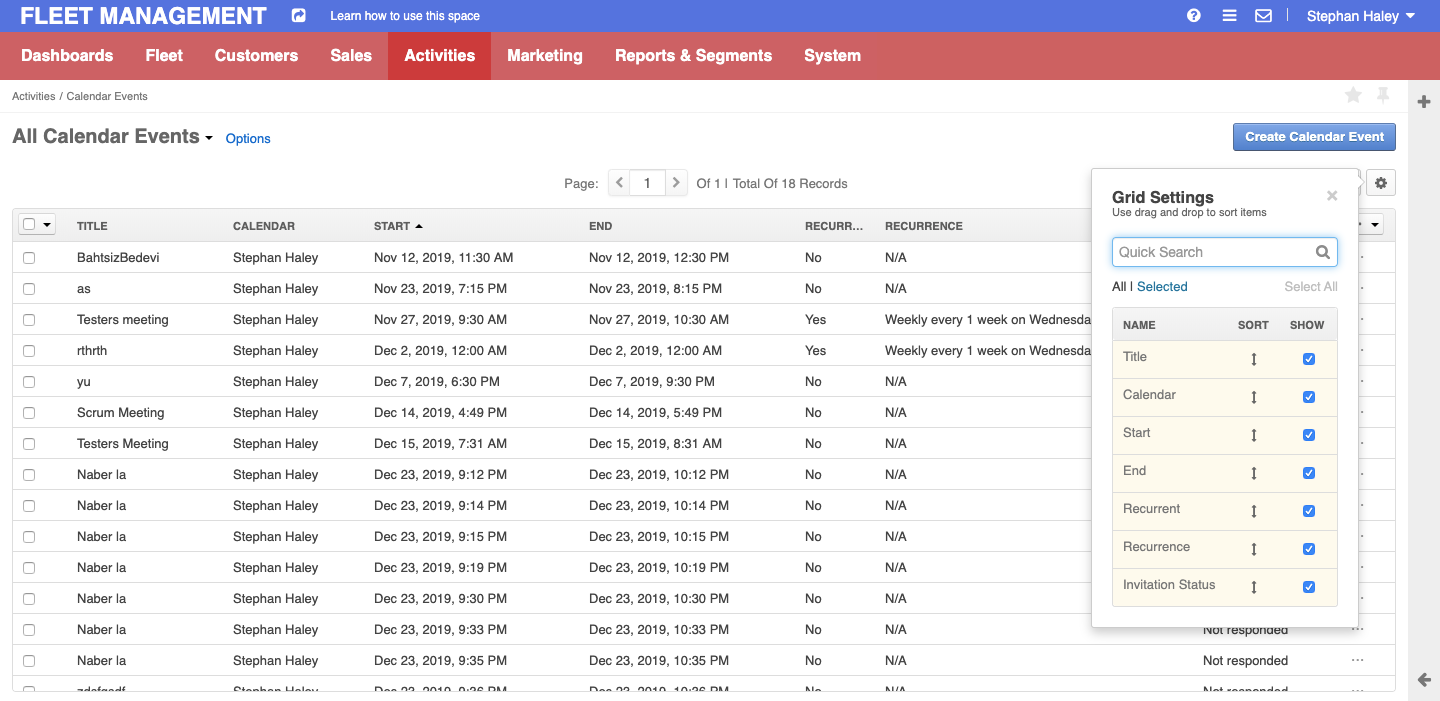 FLEET MANAGEMENT Learn how to use this space Stephan Haley
Dashboards Fleet Customers Sales Activities Marketing Reports & Segments System
Activities / Calendar Events
All Calendar Events Options Create Calendar Event
Page: 1 Of 1 | Total Of 18 Records
TITLE CALENDAR START END RECURR... RECURRENCE
BahtsizBedevi Stephan Haley Nov 12, 2019, 11:30 AM Nov 12, 2019, 12:30 PM No N/A
as Stephan Haley Nov 23, 2019, 7:15 PM Nov 23, 2019, 8:15 PM No N/A
Testers meeting Stephan Haley Nov 27, 2019, 9:30 AM Nov 27, 2019, 10:30 AM Yes Weekly every 1 week on Wednesda
rthrth Stephan Haley Dec 2, 2019, 12:00 AM Dec 2, 2019, 12:00 AM Yes Weekly every 1 week on Wednesda
yu Stephan Haley Dec 7, 2019, 6:30 PM Dec 7, 2019, 9:30 PM No N/A
Scrum Meeting Stephan Haley Dec 14, 2019, 4:49 PM Dec 14, 2019, 5:49 PM No N/A
Testers Meeting Stephan Haley Dec 15, 2019, 7:31 AM Dec 15, 2019, 8:31 AM No N/A
Naber la Stephan Haley Dec 23, 2019, 9:12 PM Dec 23, 2019, 10:12 PM No N/A
Naber la Stephan Haley Dec 23, 2019, 9:14 PM Dec 23, 2019, 10:14 PM No N/A
Naber la Stephan Haley Dec 23, 2019, 9:15 PM Dec 23, 2019, 10:15 PM No N/A
Naber la Stephan Haley Dec 23, 2019, 9:19 PM Dec 23, 2019, 10:19 PM No N/A
Naber la Stephan Haley Dec 23, 2019, 9:30 PM Dec 23, 2019, 10:30 PM No N/A
Naber la Stephan Haley Dec 23, 2019, 9:33 PM Dec 23, 2019, 10:33 PM No N/A Not responded ...
Naber la Stephan Haley Dec 23, 2019, 9:35 PM Dec 23, 2019, 10:35 PM No N/A Not responded ...
Stephan Haley Dec 23, 2019, 9:36 PM Dec 23, 2019, 10:36 PM No N/A Not responded
Grid Settings
Use drag and drop to sort items
Quick Search
All | Selected Select All
NAME SORT SHOW
Title
Calendar
Start
End
Recurrent
Recurrence
Invitation Status